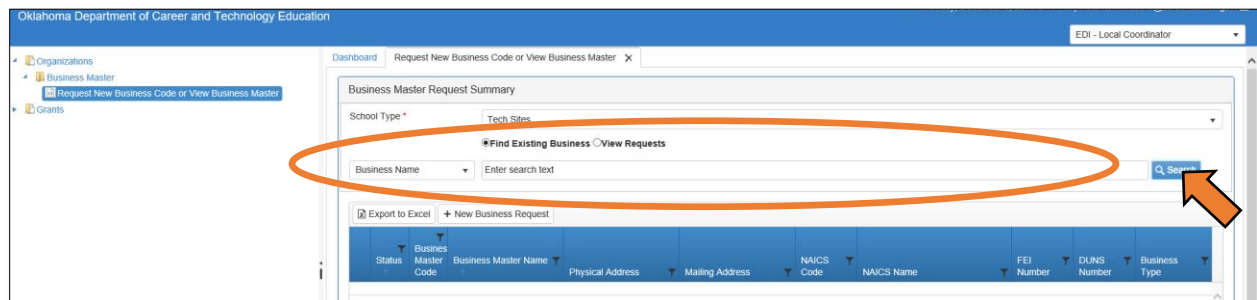 Oklahoma Department of Career and Technology Education
EDI - Local Coordinator
Organizations
Business Master
Request New Business Code or View Business Master
Grants
Dashboard Request New Business Code or View Business Master X
Business Master Request Summary
School Type *
Tech Sites
Find Existing Business View Requests
Business Name Enter search text Search
Export to Excel + New Business Request
Status Busines Master Code Business Master Name Physical Address Mailing Address NAICS Code NAICS Name FEI Number DUNS Number Business Type